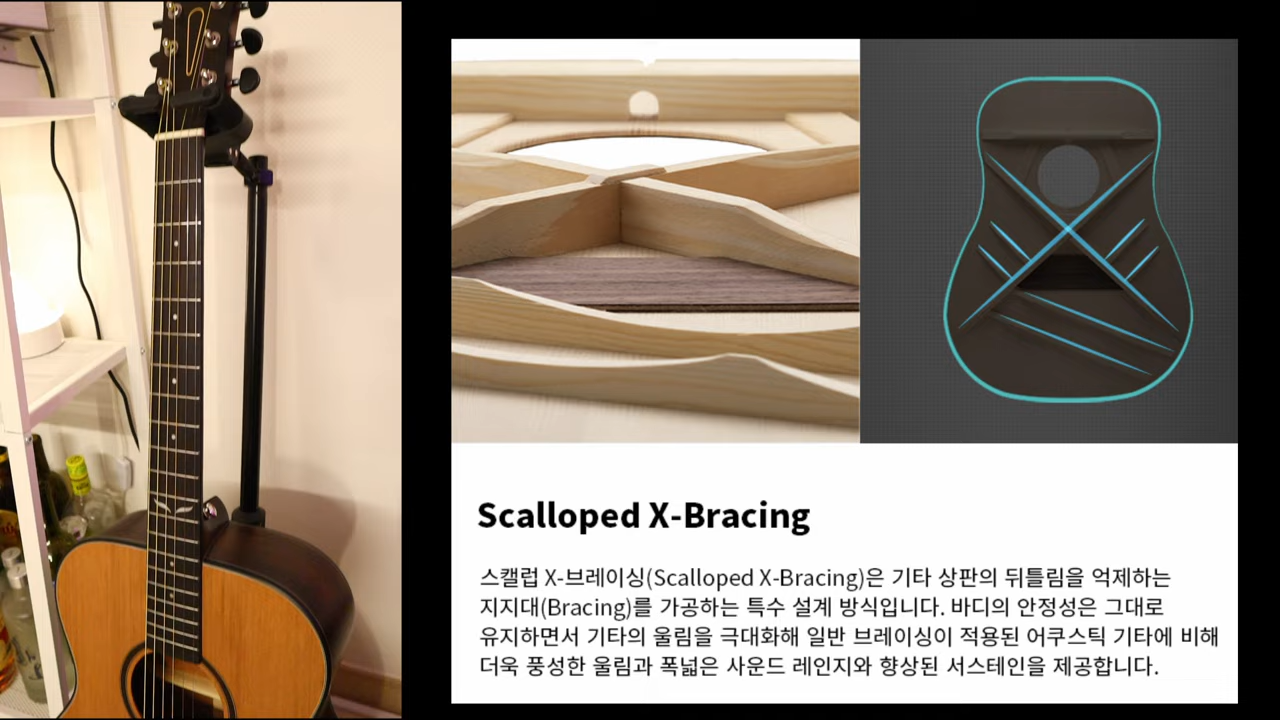 Scalloped X-Bracing
스캘럽 X-브레이싱(Scalloped X-Bracing)은 기타 상판의 뒤틀림을 억제하는
지지대(Bracing)를 가공하는 특수 설계 방식입니다. 바디의 안정성은 그대로
유지하면서 기타의 울림을 극대화해 일반 브레이싱이 적용된 어쿠스틱 기타에 비해
더욱 풍성한 울림과 폭넓은 사운드 레인지와 향상된 서스테인을 제공합니다.